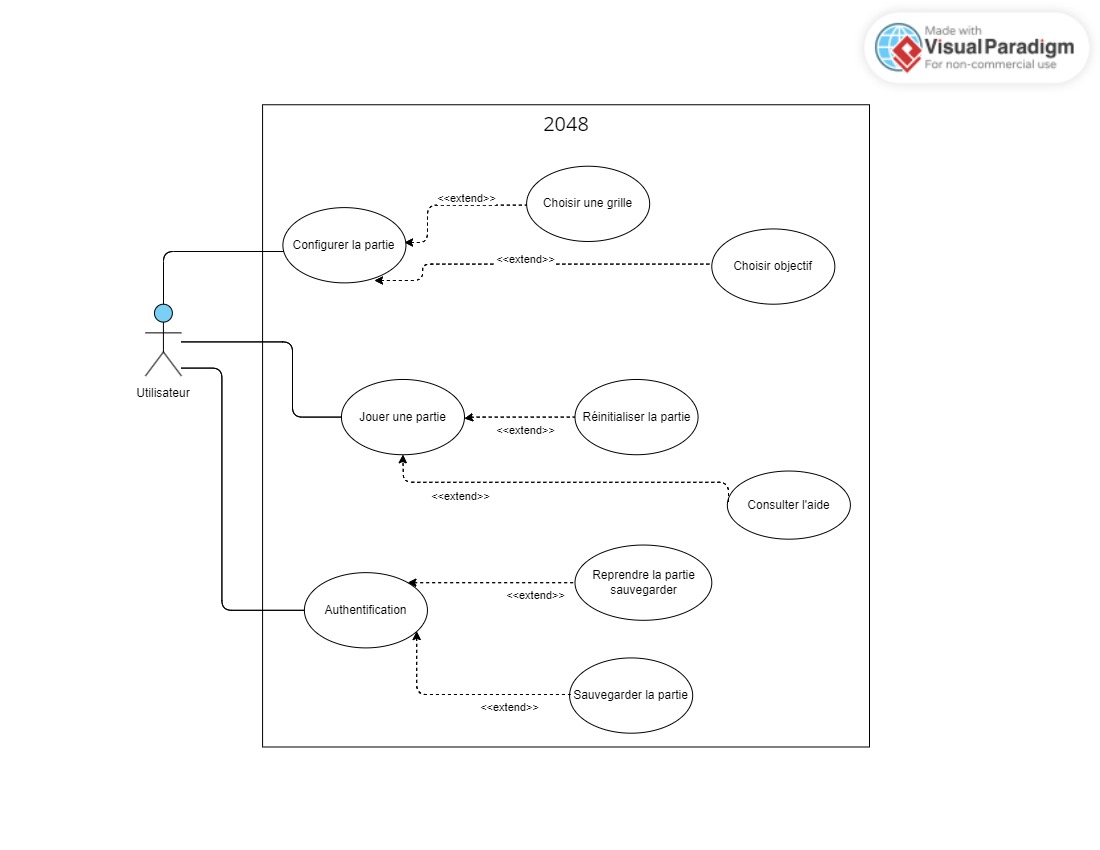 Made with
Visual Paradigm
For non-commercial use
2048
<<extend>>
Choisir une grille
Configurer la partie
<<extend>>
Choisir objectif
Utilisateur
Jouer une partie
Réinitialiser la partie
<<extend>>
<<extend>>
Consulter l'aide
Reprendre la partie
sauvegarder
<<extend>>
Authentification
Sauvegarder la partie
<<extend>>